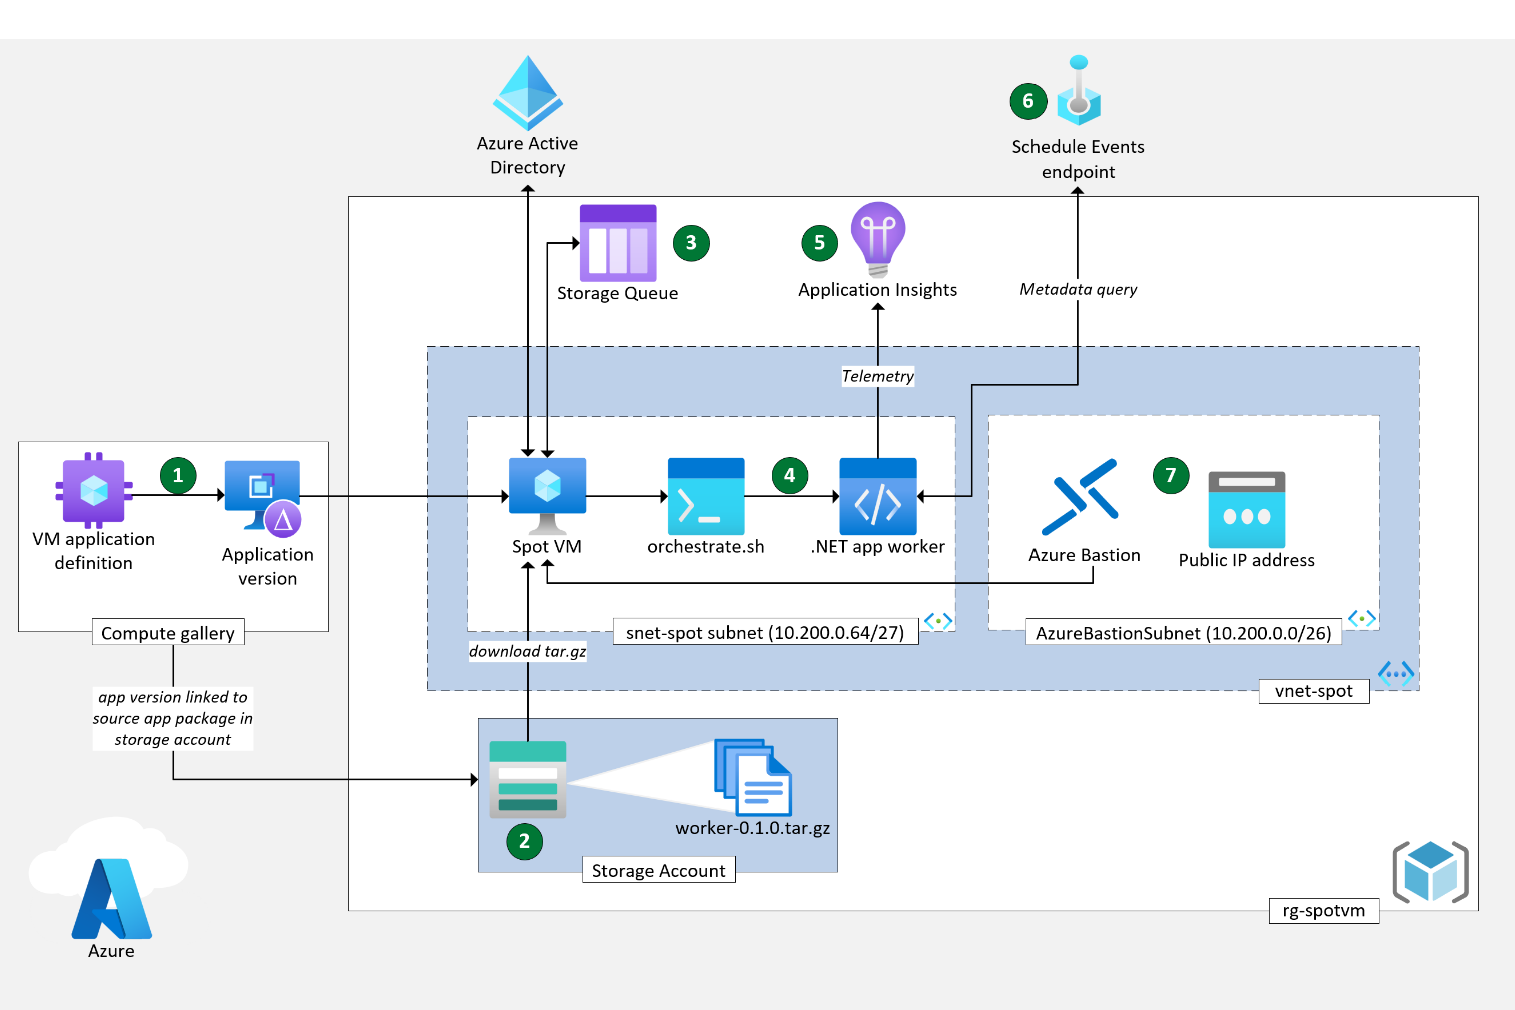 Azure Active
Directory
6
Schedule Events
endpoint
3
Storage Queue
5
Application Insights
Metadata query
Telemetry
1
VM application
definition
Application
version
Compute gallery
Spot VM
orchestrate.sh
4
.NET app worker
snet-spot subnet (10.200.0.64/27)
Azure Bastion
7
Public IP address
AzureBastionSubnet (10.200.0.0/26)
vnet-spot
download tar.gz
app version linked to
source app package in
storage account
2
worker-0.1.0.tar.gz
Storage Account
rg-spotvm
Azure